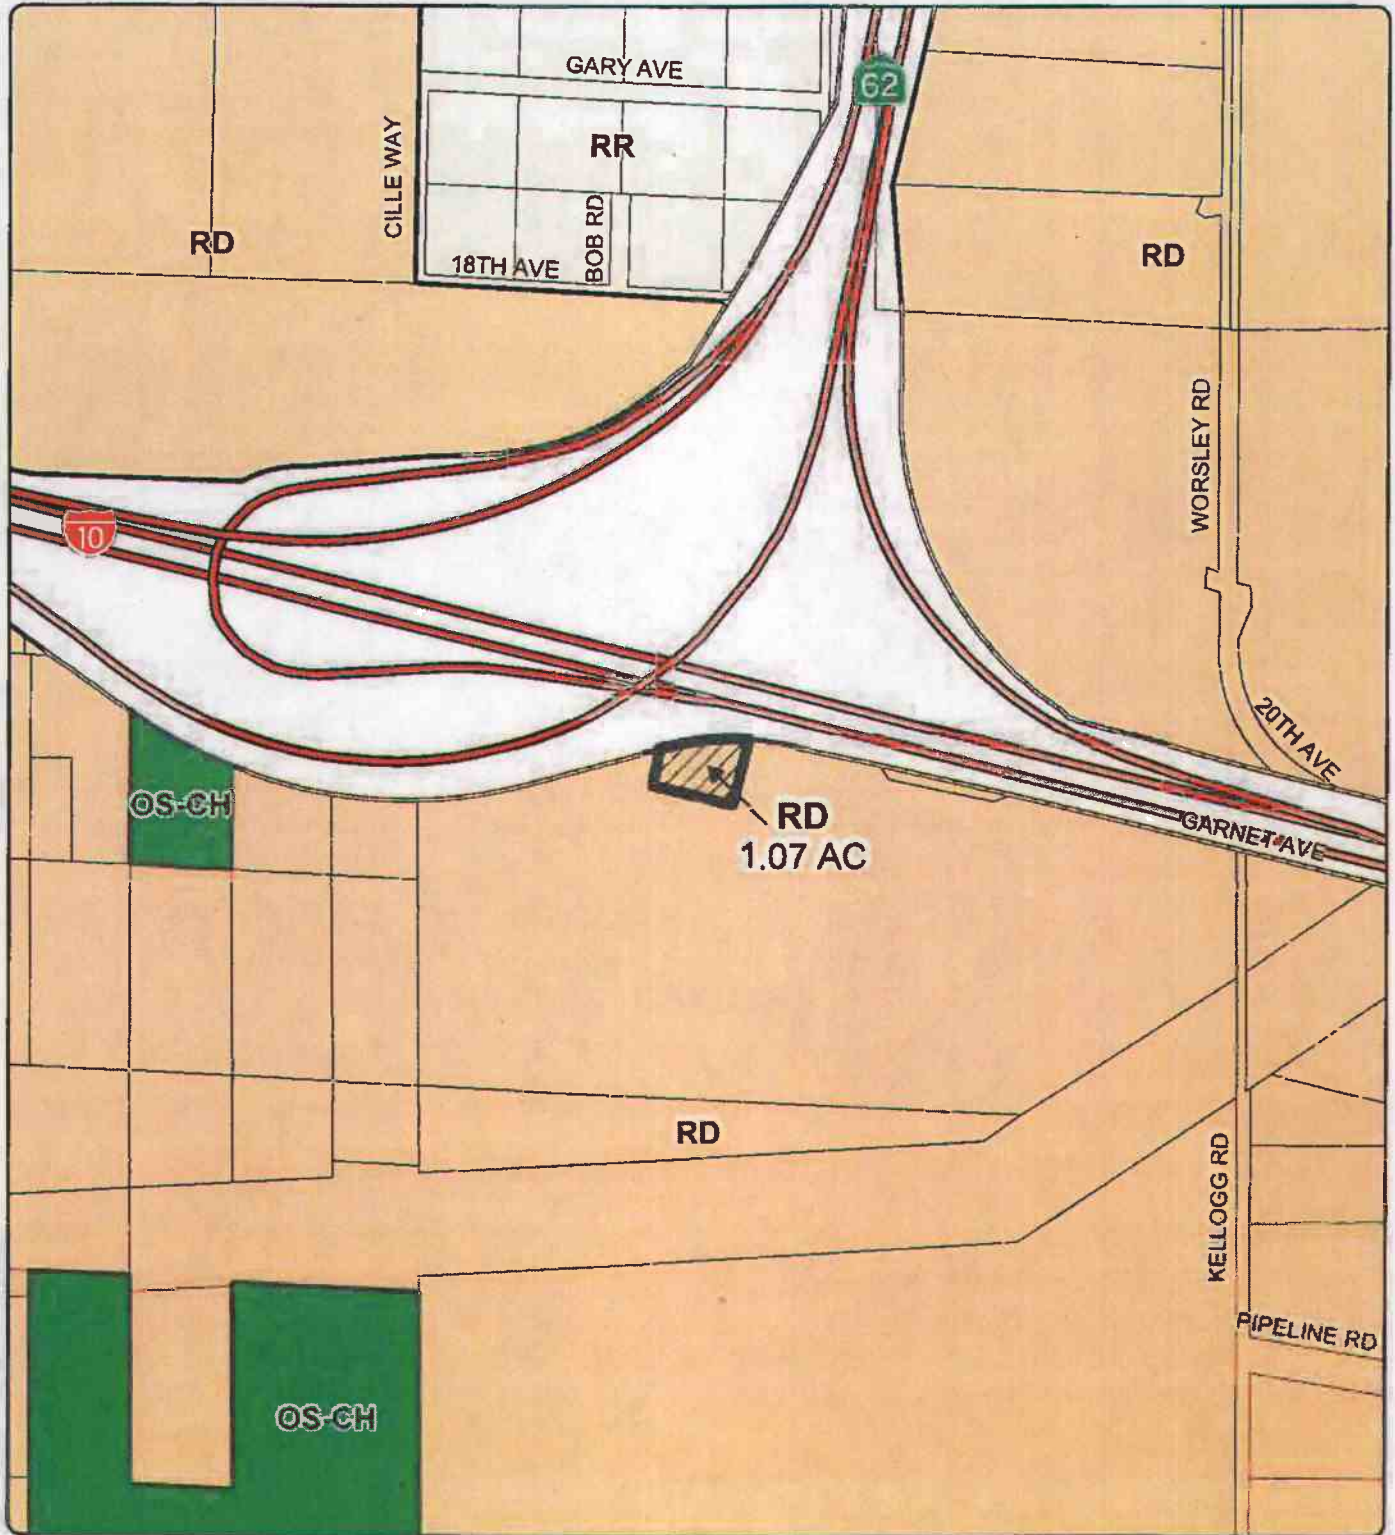 GARY AVE
62
RR
CILLE WAY
BOB RD
RD
RD
18TH AVE
WORSLEY RD
10
20TH AVE
OS-CH
RD
1.07 AC
GARNET AVE
RD
KELLOGG RD
PIPELINE RD
OS-CH